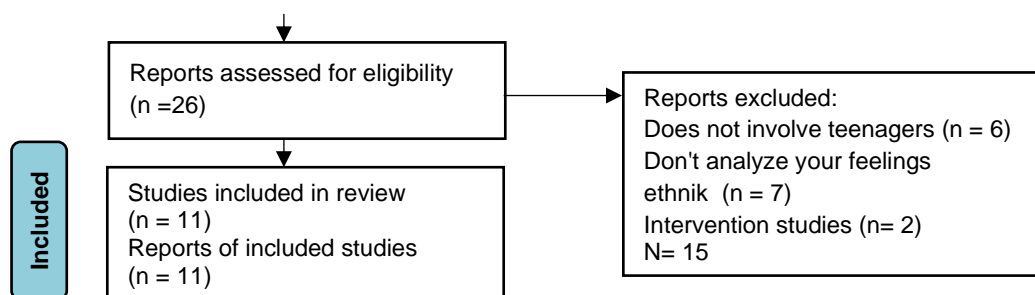 Reports assessed for eligibility
(n =26)
Reports excluded:
Does not involve teenagers (n = 6)
Don't analyze your feelings
ethnik (n = 7)
Intervention studies (n= 2)
N= 15
Included
Studies included in review
(n = 11)
Reports of included studies
(n = 11)